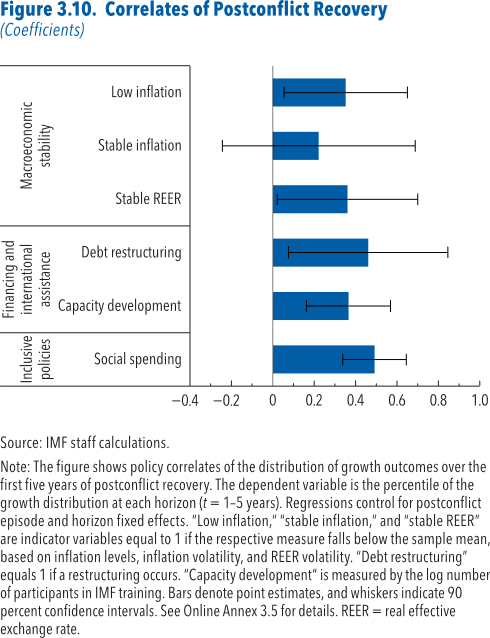 Figure 3.10. Correlates of Postconflict Recovery
(Coefficients)
Macroeconomic
stability
Low inflation
Stable inflation
Stable REER
Financing and
international
assistance
Debt restructuring
Capacity development
Inclusive
policies
Social spending
−0.4 −0.2 0 0.2 0.4 0.6 0.8 1.0
Source: IMF staff calculations.
Note: The figure shows policy correlates of the distribution of growth outcomes over the
first five years of postconflict recovery. The dependent variable is the percentile of the
growth distribution at each horizon (t = 1–5 years). Regressions control for postconflict
episode and horizon fixed effects. “Low inflation,“ “stable inflation,“ and “stable REER”
are indicator variables equal to 1 if the respective measure falls below the sample mean,
based on inflation levels, inflation volatility, and REER volatility. “Debt restructuring”
equals 1 if a restructuring occurs. “Capacity development” is measured by the log number
of participants in IMF training. Bars denote point estimates, and whiskers indicate 90
percent confidence intervals. See Online Annex 3.5 for details. REER = real effective
exchange rate.